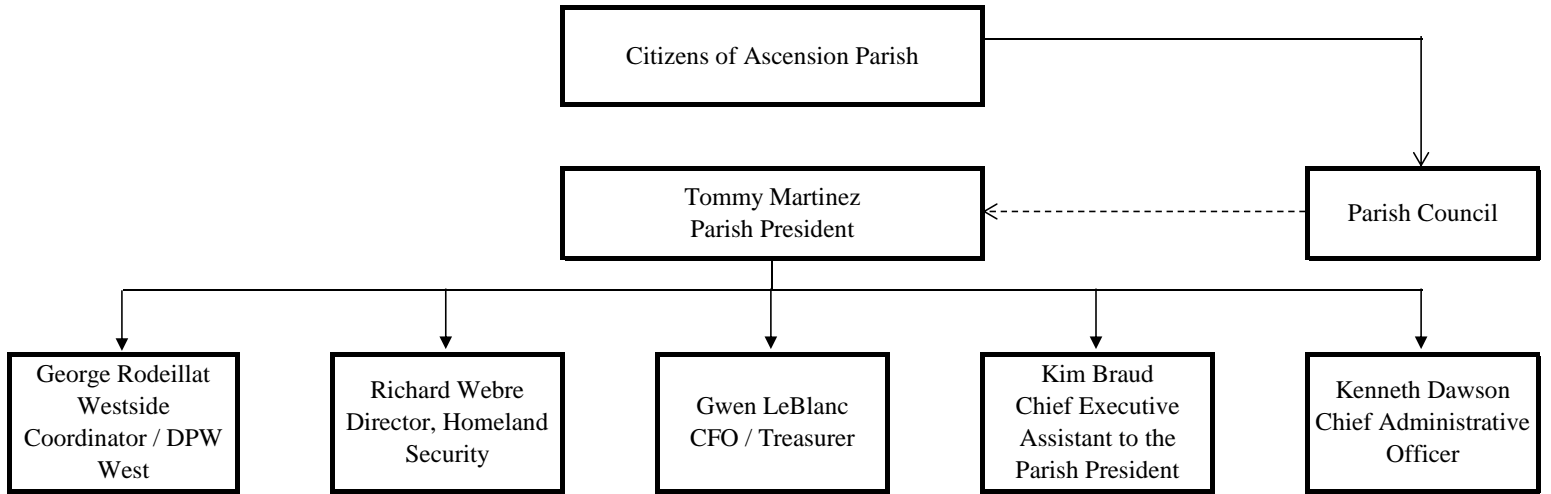 Citizens of Ascension Parish
Tommy Martinez
Parish President
Parish Council
George Rodeillat
Westside
Coordinator / DPW
West
Richard Webre
Director, Homeland
Security
Gwen LeBlanc
CFO / Treasurer
Kim Braud
Chief Executive
Assistant to the
Parish President
Kenneth Dawson
Chief Administrative
Officer